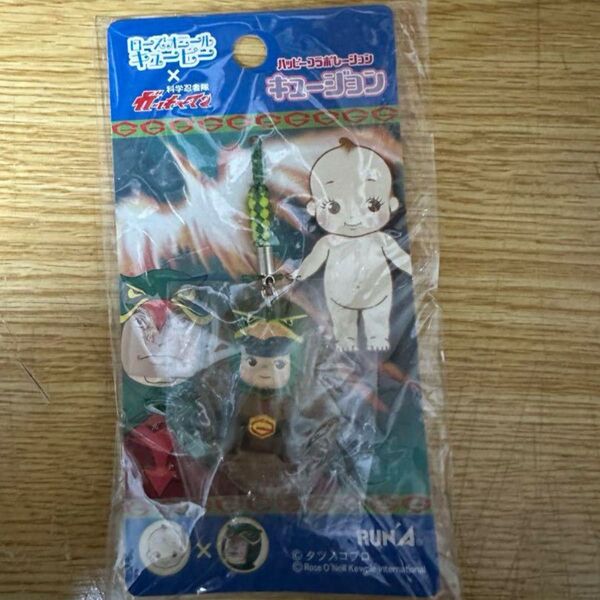 ローズオニール
キューピー
×
科学忍者隊
ガッチャマン
ハッピーコラボレーション
キュージョン
G
×
RUN'A®
©タツノコプロ
©Rose O'Neill Kewpie International